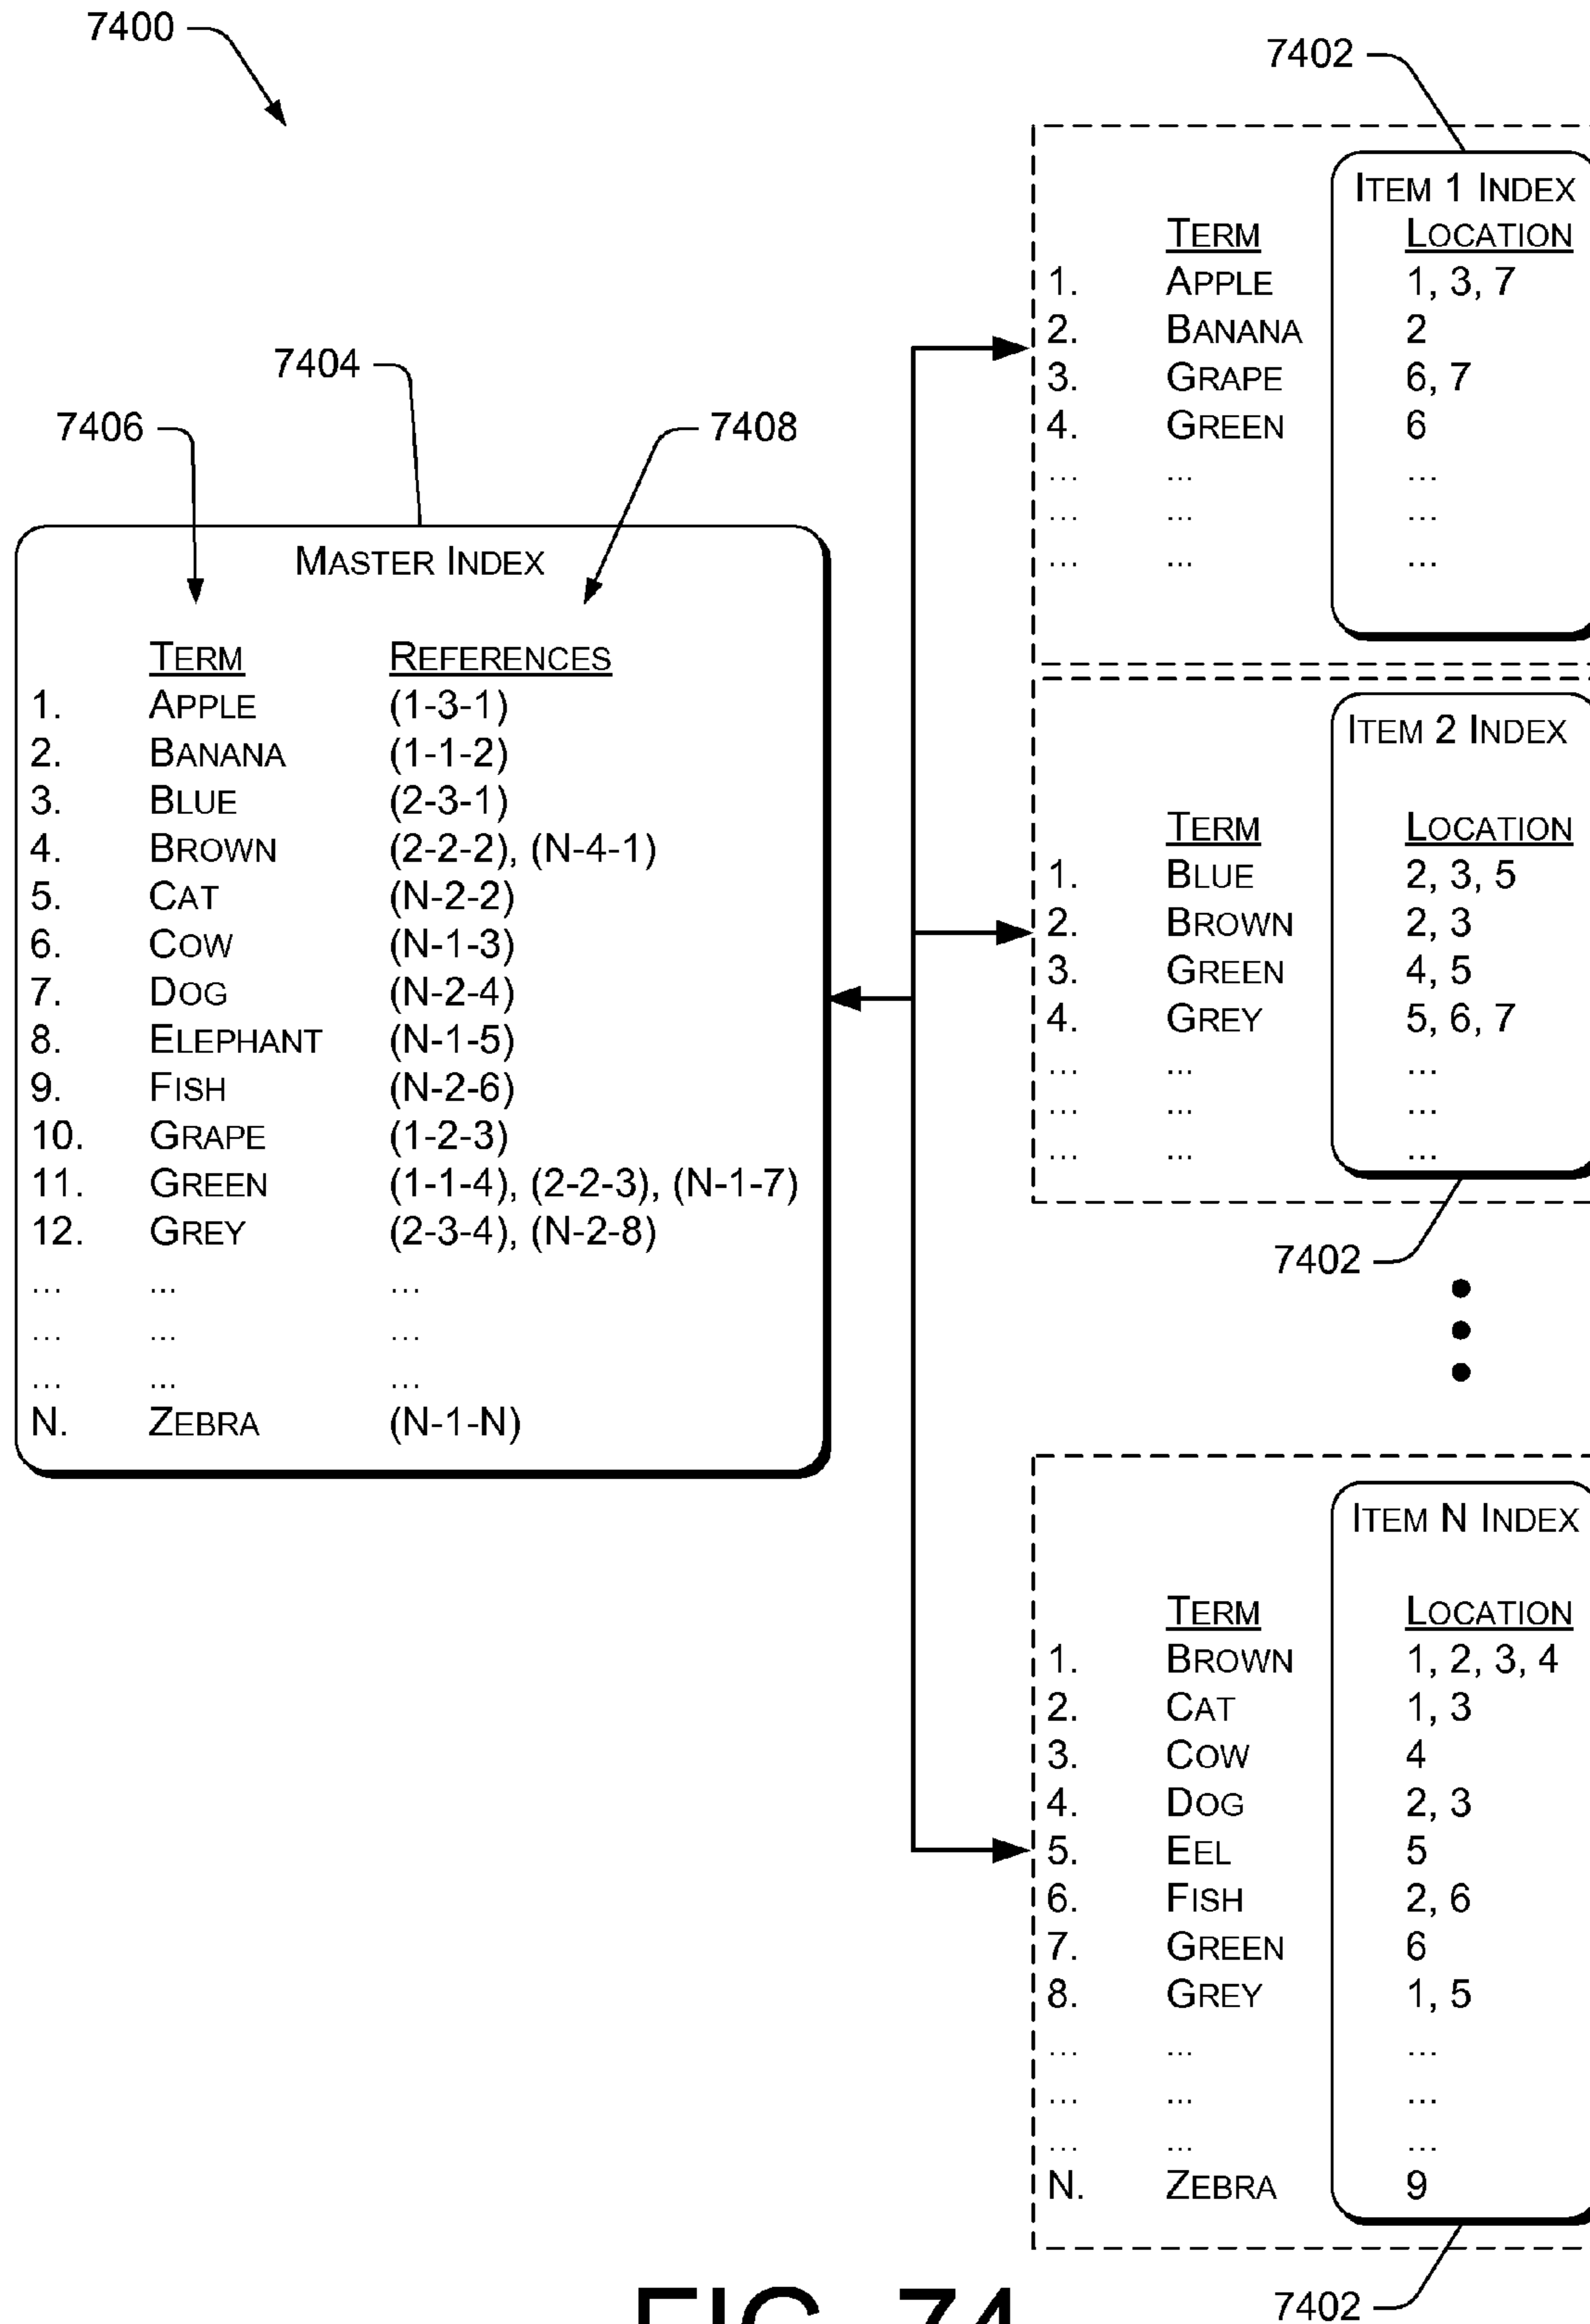 7400
7402
ITEM 1 INDEX
TERM LOCATION
1. APPLE 1, 3, 7
2. BANANA 2
3. GRAPE 6, 7
4. GREEN 6
... ... ...
... ... ...
... ... ...
7404
7406
7408
MASTER INDEX
TERM REFERENCES
1. APPLE (1-3-1)
2. BANANA (1-1-2)
3. BLUE (2-3-1)
4. BROWN (2-2-2), (N-4-1)
5. CAT (N-2-2)
6. COW (N-1-3)
7. DOG (N-2-4)
8. ELEPHANT (N-1-5)
9. FISH (N-2-6)
10. GRAPE (1-2-3)
11. GREEN (1-1-4), (2-2-3), (N-1-7)
12. GREY (2-3-4), (N-2-8)
... ... ...
... ... ...
... ... ...
N. ZEBRA (N-1-N)
ITEM 2 INDEX
TERM LOCATION
1. BLUE 2, 3, 5
2. BROWN 2, 3
3. GREEN 4, 5
4. GREY 5, 6, 7
... ... ...
... ... ...
... ... ...
7402
ITEM N INDEX
TERM LOCATION
1. BROWN 1, 2, 3, 4
2. CAT 1, 3
3. COW 4
4. DOG 2, 3
5. EEL 5
6. FISH 2, 6
7. GREEN 6
8. GREY 1, 5
... ... ...
... ... ...
... ... ...
N. ZEBRA 9
7402
FIG. 74